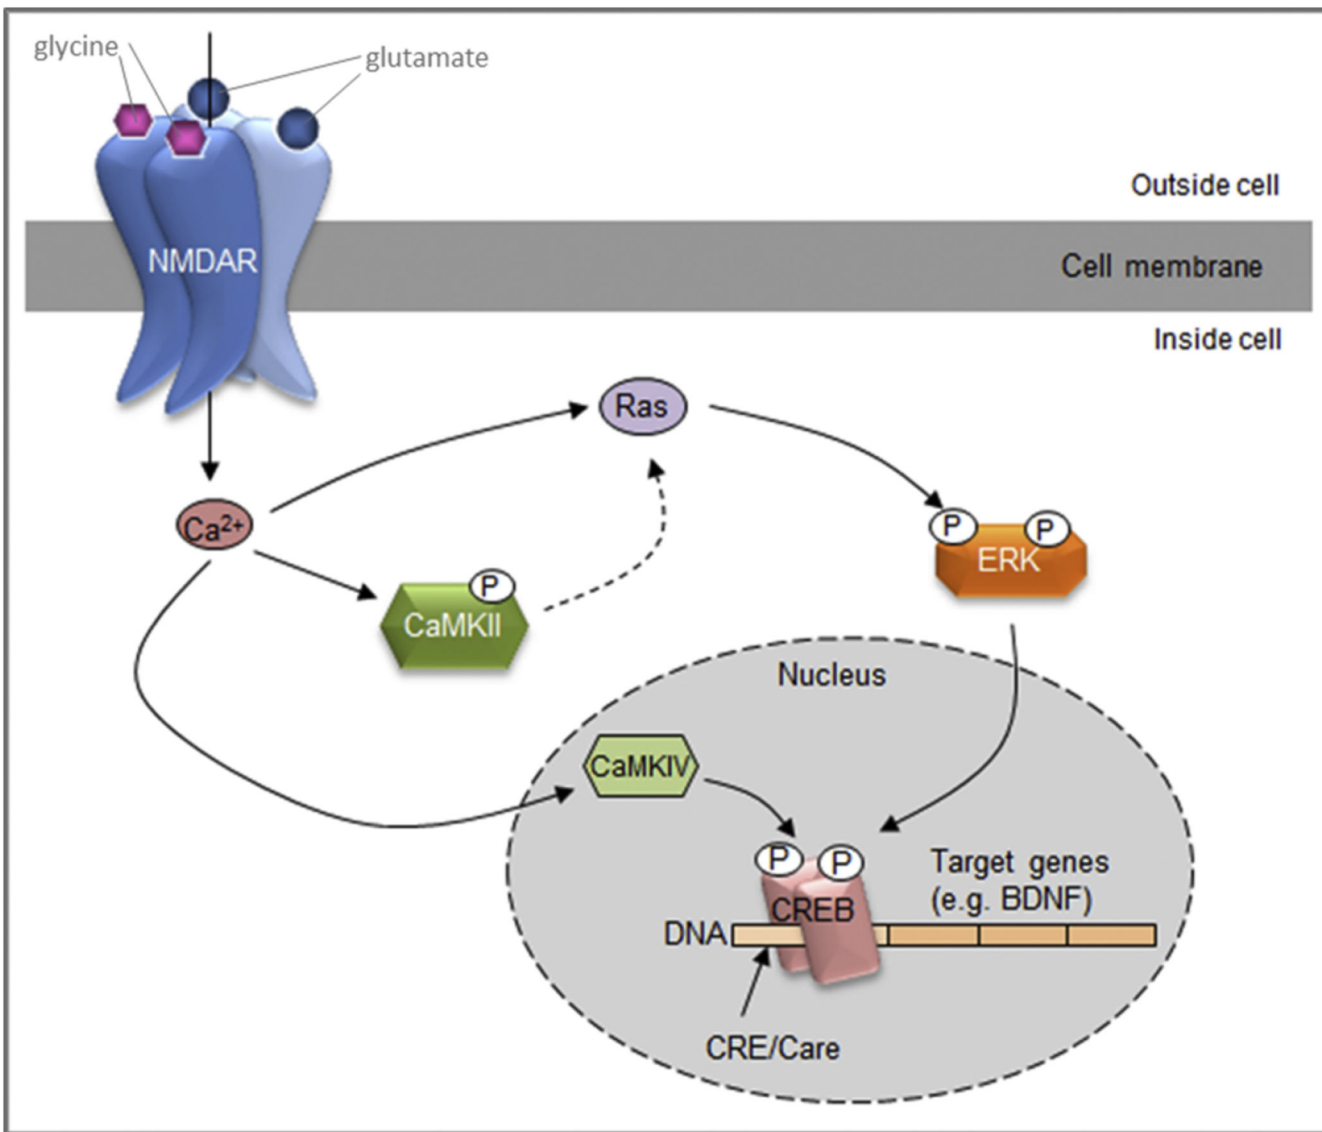 glycine
glutamate
Outside cell
NMDAR
Cell membrane
Inside cell
Ras
Ca2+
P
P
ERK
P
CaMKII
Nucleus
CaMKIV
P
P
Target genes
(e.g. BDNF)
CREB
DNA
CRE/Care